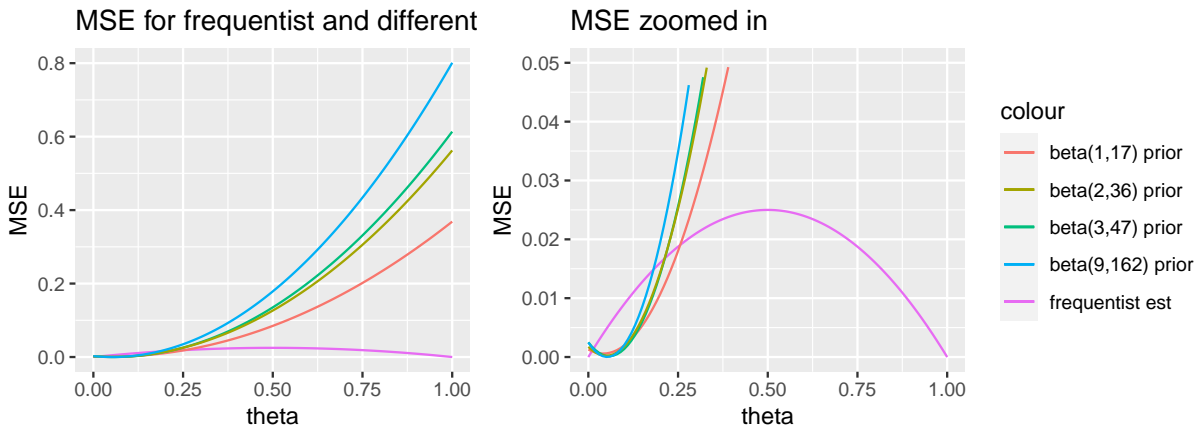 MSE for frequentist and different
MSE
0.8
0.6
0.4
0.2
0.0
0.00 0.25 0.50 0.75 1.00
theta
MSE zoomed in
MSE
0.05
0.04
0.03
0.02
0.01
0.00
0.00 0.25 0.50 0.75 1.00
theta
colour
beta(1,17) prior
beta(2,36) prior
beta(3,47) prior
beta(9,162) prior
frequentist est